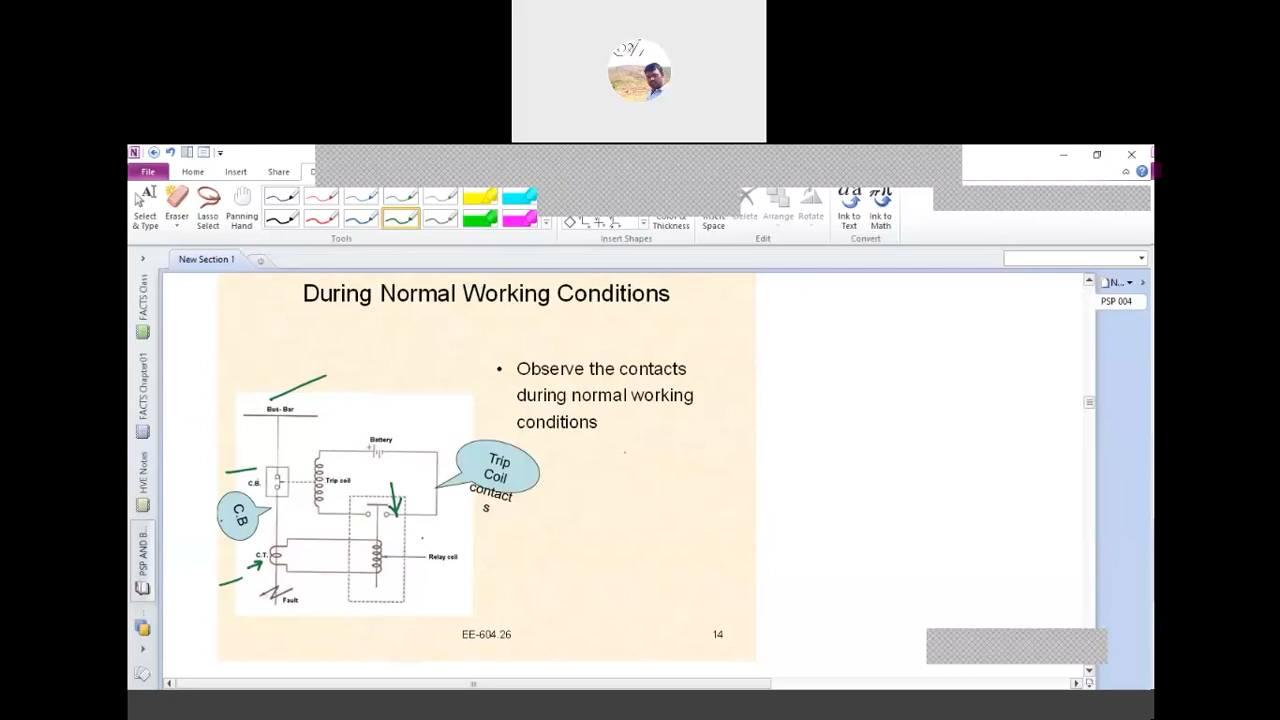 File
Home
Insert
Share
Select & Type
Eraser
Lasso Select
Panning Hand
Color & Thickness
Insert Space
Delete
Arrange
Rotate
Ink to Text
Ink to Math
Tools
Insert Shapes
Edit
Convert
New Section 1
N...
PSP 004
FACTS Class
FACTS Chapter01
HVE Notes
PSP AND B...
During Normal Working Conditions
• Observe the contacts
during normal working
conditions
Bus-Bar
Battery
C.B.
Trip coil
Trip
Coil
contact
s
C.B
C.T.
Relay coil
Fault
EE-604.26
14